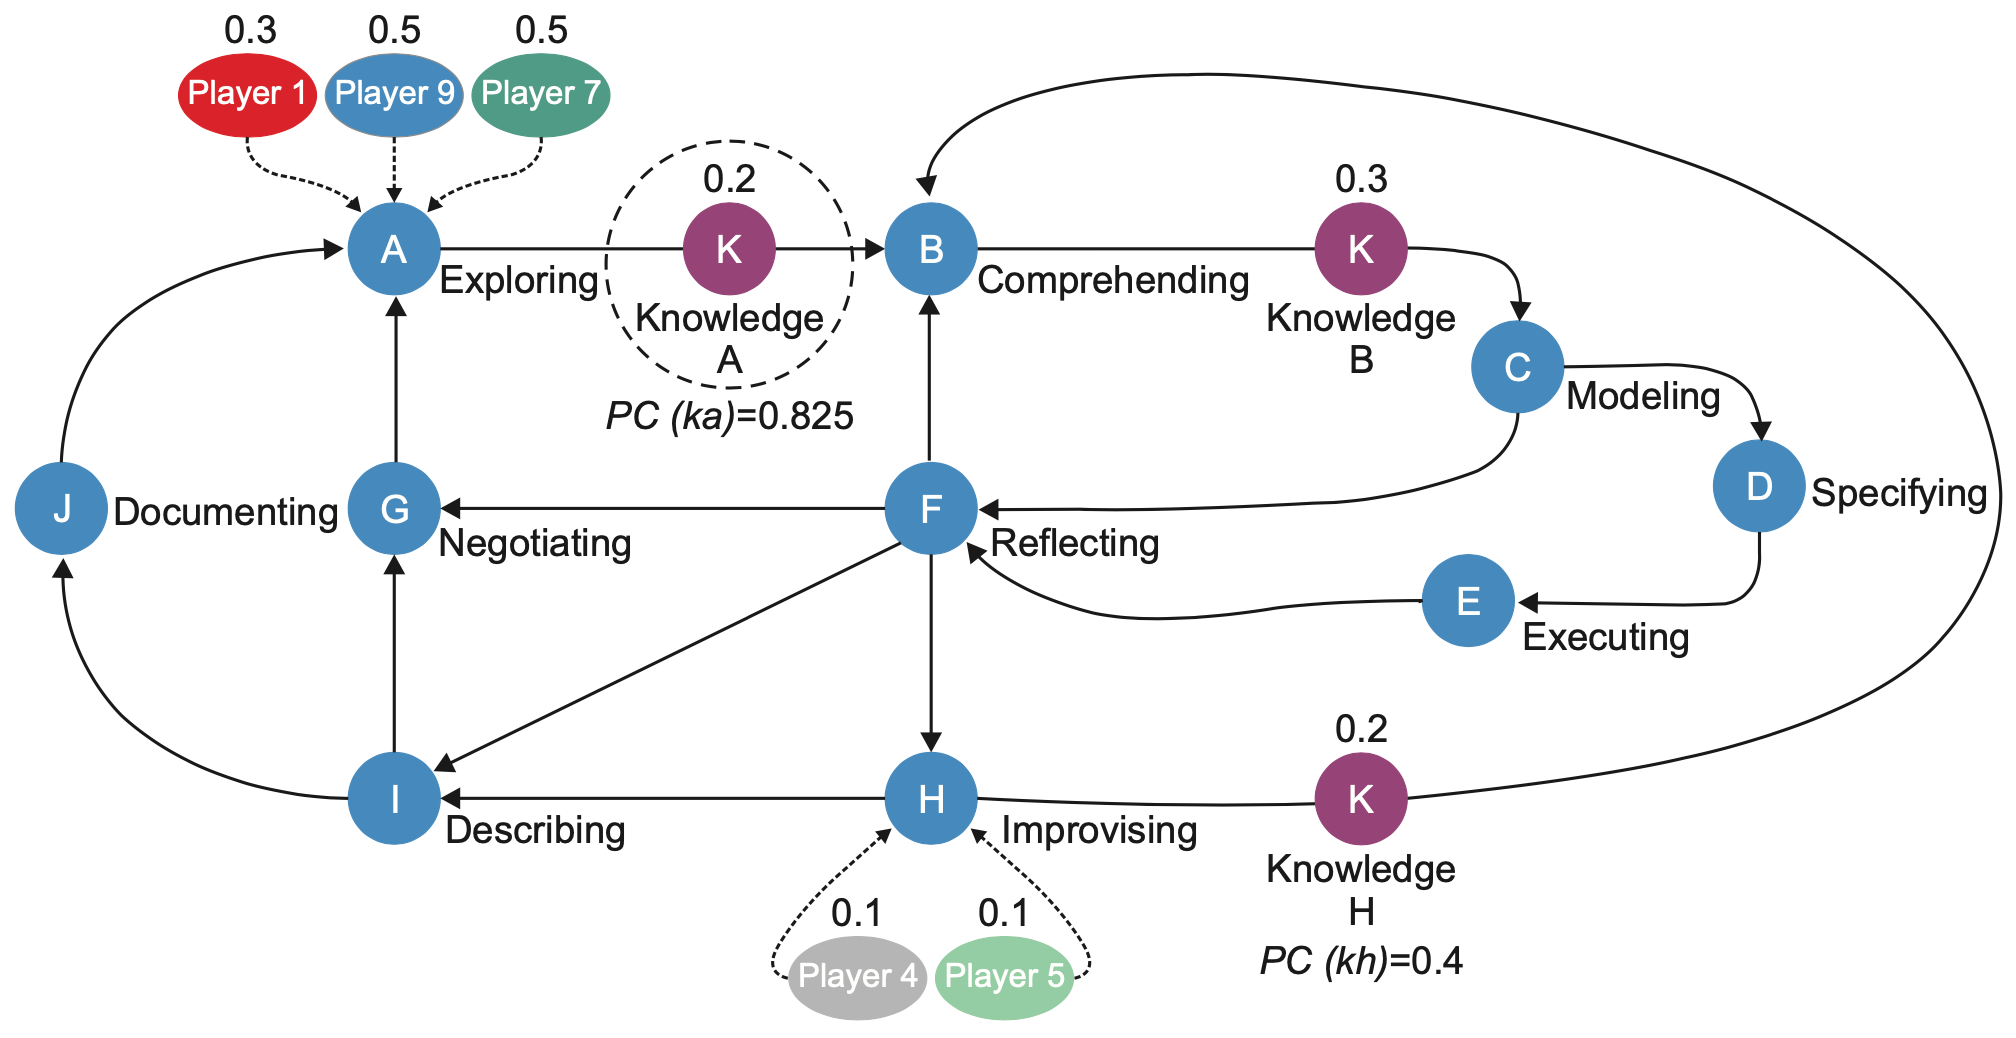 0.3
0.5
0.5
Player 1
Player 9
Player 7
0.2
0.3
A
K
B
K
Exploring
Comprehending
Knowledge
A
Knowledge
B
PC (ka)=0.825
C
Modeling
D
Specifying
J
Documenting
G
Negotiating
F
Reflecting
E
Executing
0.2
I
Describing
H
Improvising
K
Knowledge
H
PC (kh)=0.4
0.1
0.1
Player 4
Player 5